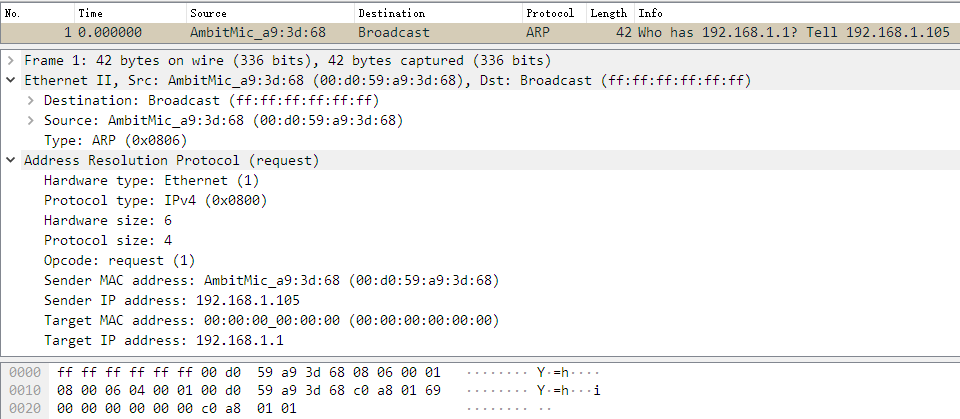 No. Time Source Destination Protocol Length Info
1 0.000000 AmbitMic_a9:3d:68 Broadcast ARP 42 Who has 192.168.1.1? Tell 192.168.1.105
Frame 1: 42 bytes on wire (336 bits), 42 bytes captured (336 bits)
Ethernet II, Src: AmbitMic_a9:3d:68 (00:d0:59:a9:3d:68), Dst: Broadcast (ff:ff:ff:ff:ff:ff)
Destination: Broadcast (ff:ff:ff:ff:ff:ff)
Source: AmbitMic_a9:3d:68 (00:d0:59:a9:3d:68)
Type: ARP (0x0806)
Address Resolution Protocol (request)
Hardware type: Ethernet (1)
Protocol type: IPv4 (0x0800)
Hardware size: 6
Protocol size: 4
Opcode: request (1)
Sender MAC address: AmbitMic_a9:3d:68 (00:d0:59:a9:3d:68)
Sender IP address: 192.168.1.105
Target MAC address: 00:00:00_00:00:00 (00:00:00:00:00:00)
Target IP address: 192.168.1.1
0000 ff ff ff ff ff ff 00 d0 59 a9 3d 68 08 06 00 01 ········ Y·=h····
0010 08 00 06 04 00 01 00 d0 59 a9 3d 68 c0 a8 01 69 ········ Y·=h···i
0020 00 00 00 00 00 00 c0 a8 01 01 ········ ··